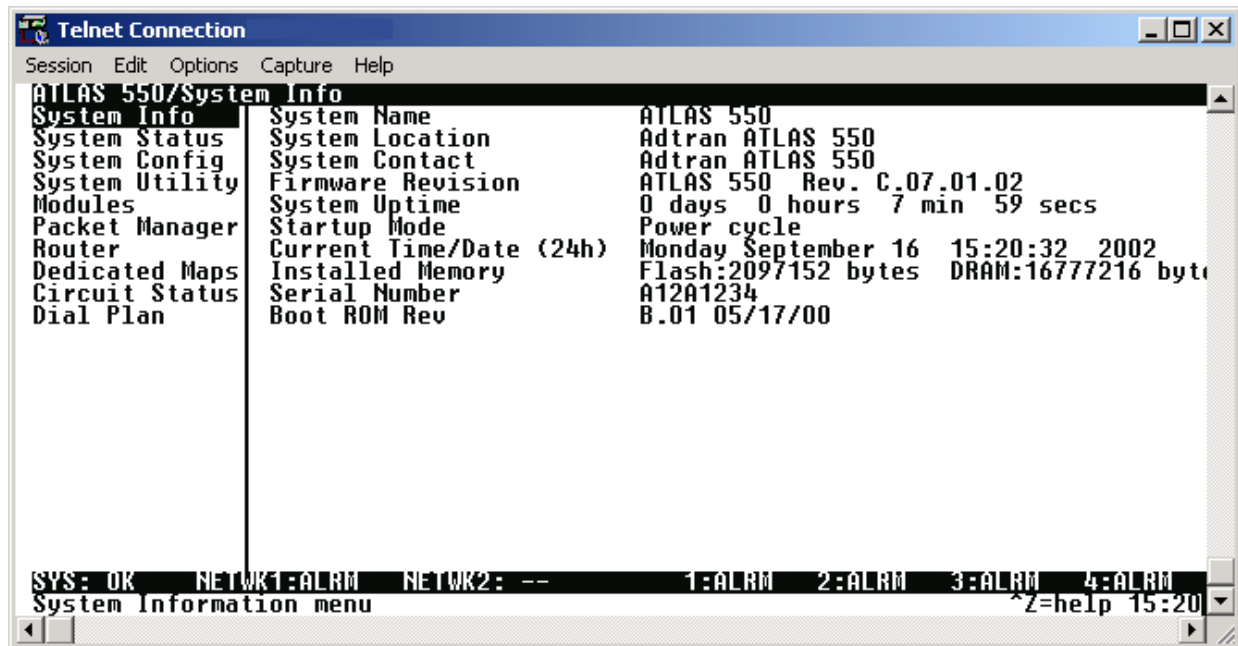 Telnet Connection
Session Edit Options Capture Help
ATLAS 550/System Info
System Info System Name ATLAS 550
System Status System Location Adtran ATLAS 550
System Config System Contact Adtran ATLAS 550
System Utility Firmware Revision ATLAS 550 Rev. C.07.01.02
Modules System Uptime 0 days 0 hours 7 min 59 secs
Packet Manager Startup Mode Power cycle
Router Current Time/Date (24h) Monday September 16 15:20:32 2002
Dedicated Maps Installed Memory Flash:2097152 bytes DRAM:16777216 byte
Circuit Status Serial Number A12A1234
Dial Plan Boot ROM Rev B.01 05/17/00
SYS: OK NETWK1:ALRM NETWK2: -- 1:ALRM 2:ALRM 3:ALRM 4:ALRM
System Information menu ^Z=help 15:20